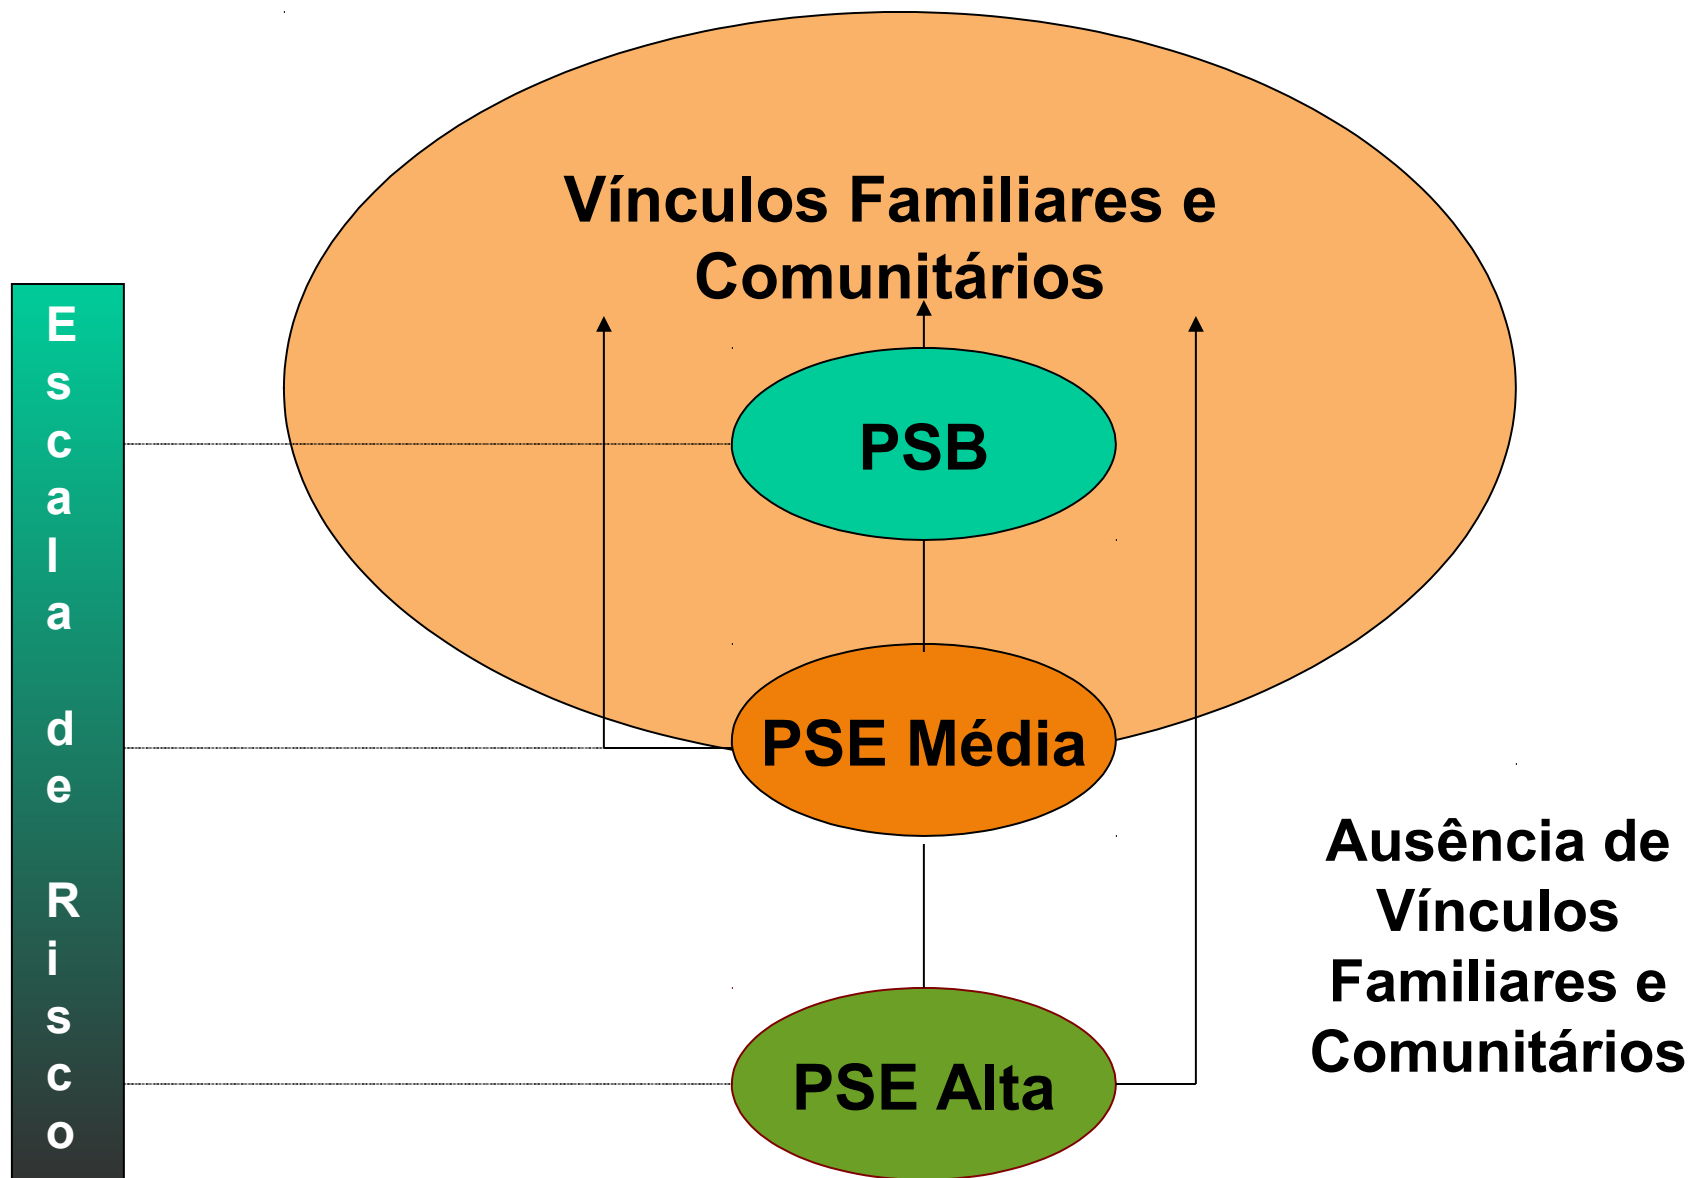 Vínculos Familiares e
Comunitários
Escala de Risco
PSB
PSE Média
Ausência de
Vínculos
Familiares e
Comunitários
PSE Alta